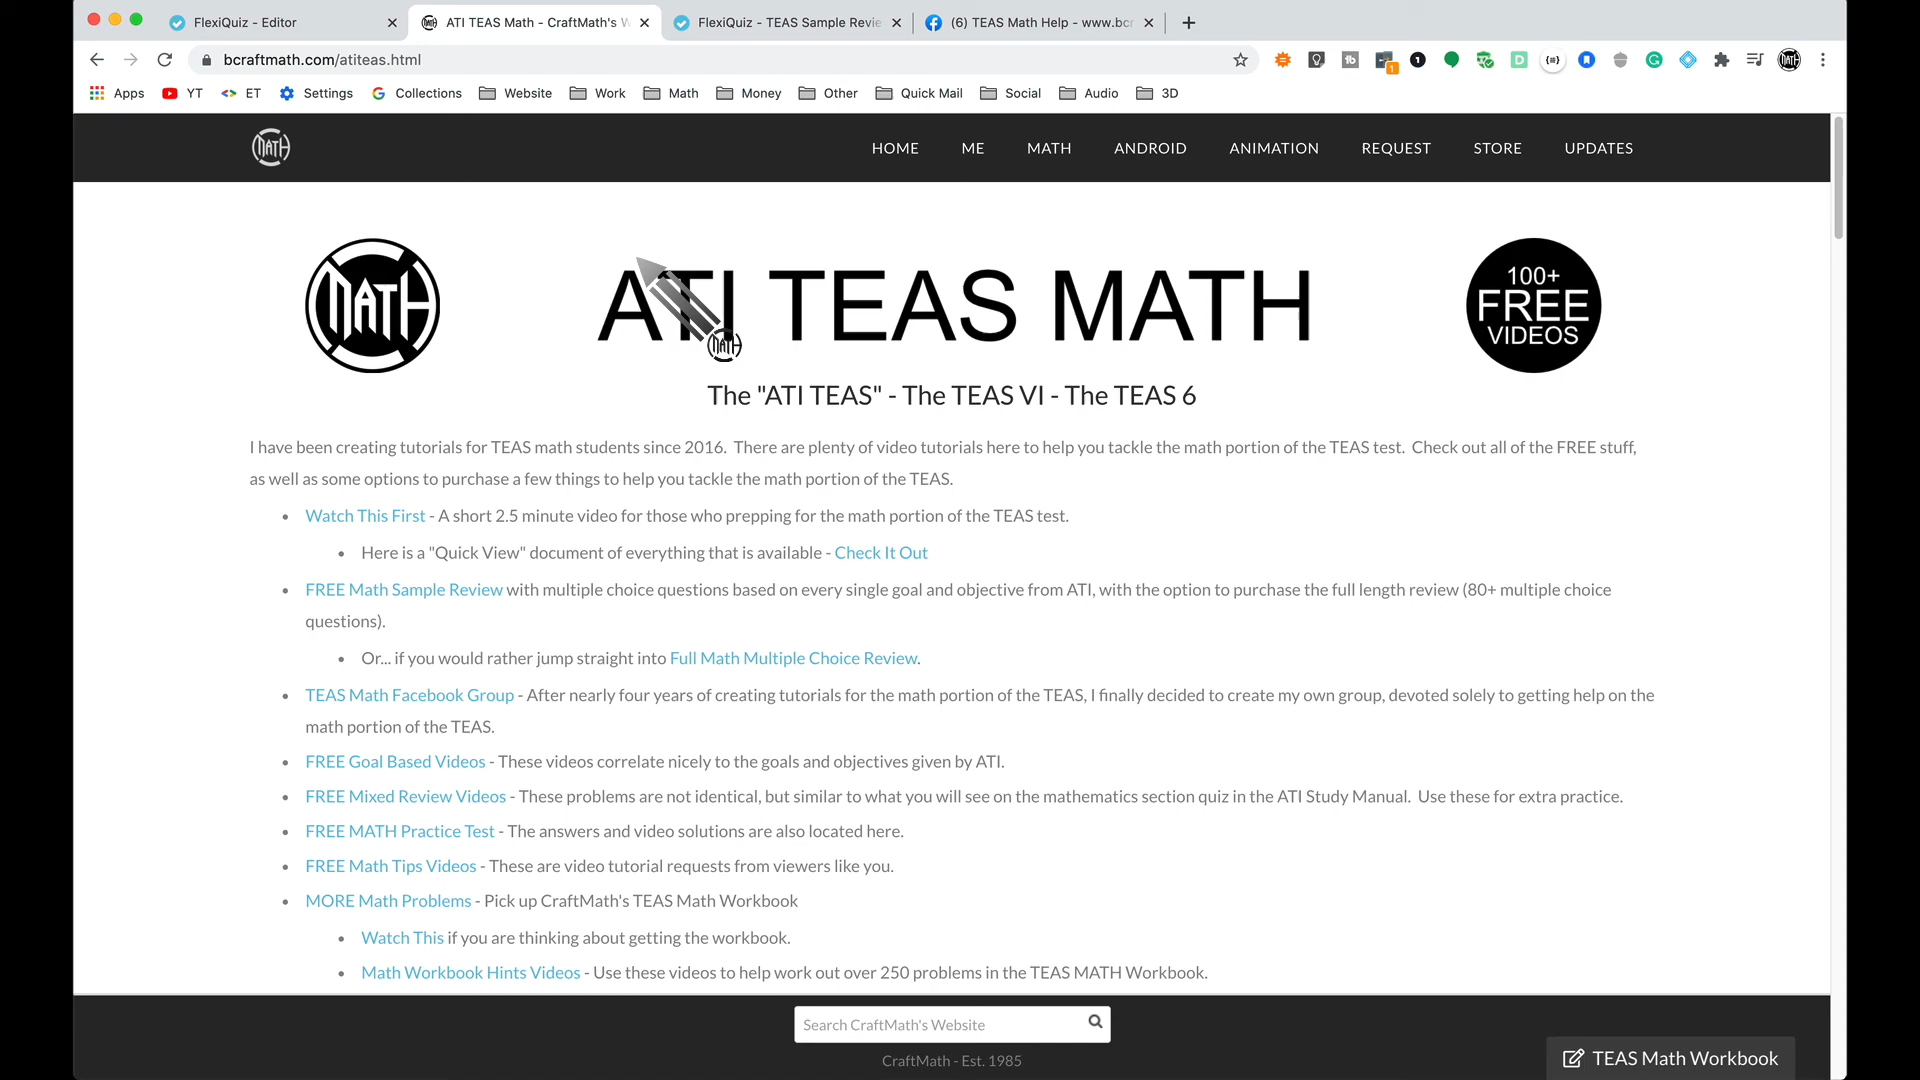 FlexiQuiz - Editor
ATI TEAS Math - CraftMath's W
FlexiQuiz - TEAS Sample Revie
(6) TEAS Math Help - www.bcr
bcraftmath.com/atiteas.html
Apps YT ET Settings Collections Website Work Math Money Other Quick Mail Social Audio 3D
MATH HOME ME MATH ANDROID ANIMATION REQUEST STORE UPDATES
MATH
ATI TEAS MATH
100+
FREE
VIDEOS
MATH
The "ATI TEAS" - The TEAS VI - The TEAS 6
I have been creating tutorials for TEAS math students since 2016. There are plenty of video tutorials here to help you tackle the math portion of the TEAS test. Check out all of the FREE stuff,
as well as some options to purchase a few things to help you tackle the math portion of the TEAS.
• Watch This First - A short 2.5 minute video for those who prepping for the math portion of the TEAS test.
• Here is a "Quick View" document of everything that is available - Check It Out
• FREE Math Sample Review with multiple choice questions based on every single goal and objective from ATI, with the option to purchase the full length review (80+ multiple choice
questions).
• Or... if you would rather jump straight into Full Math Multiple Choice Review.
• TEAS Math Facebook Group - After nearly four years of creating tutorials for the math portion of the TEAS, I finally decided to create my own group, devoted solely to getting help on the
math portion of the TEAS.
• FREE Goal Based Videos - These videos correlate nicely to the goals and objectives given by ATI.
• FREE Mixed Review Videos - These problems are not identical, but similar to what you will see on the mathematics section quiz in the ATI Study Manual. Use these for extra practice.
• FREE MATH Practice Test - The answers and video solutions are also located here.
• FREE Math Tips Videos - These are video tutorial requests from viewers like you.
• MORE Math Problems - Pick up CraftMath's TEAS Math Workbook
• Watch This if you are thinking about getting the workbook.
• Math Workbook Hints Videos - Use these videos to help work out over 250 problems in the TEAS MATH Workbook.
Search CraftMath's Website
CraftMath - Est. 1985
TEAS Math Workbook